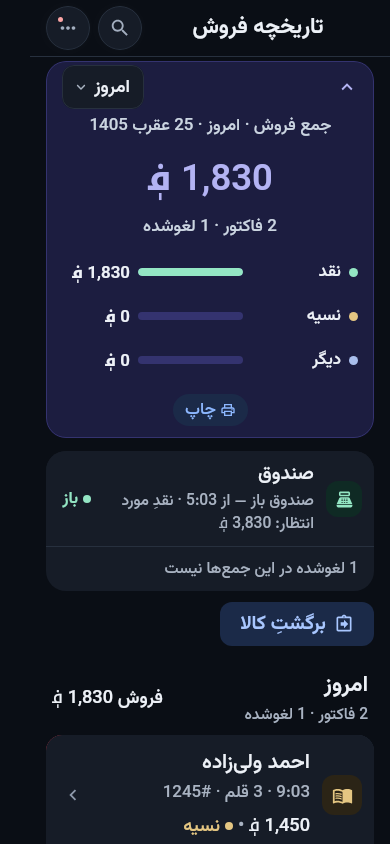 تاریخچه فروش
امروز
جمع فروش · امروز · 25 عقرب 1405
1,830 ؋
2 فاکتور · 1 لغوشده
نقد 1,830 ؋
نسیه 0 ؋
دیگر 0 ؋
چاپ
صندوق
صندوق باز — از 5:03 · نقدِ مورد
انتظار: 3,830 ؋
باز
1 لغوشده در این جمع‌ها نیست
برگشتِ کالا
امروز
فروش 1,830 ؋
2 فاکتور · 1 لغوشده
احمد ولی‌زاده
9:03 · 3 قلم · #1245
1,450 ؋ · نسیه